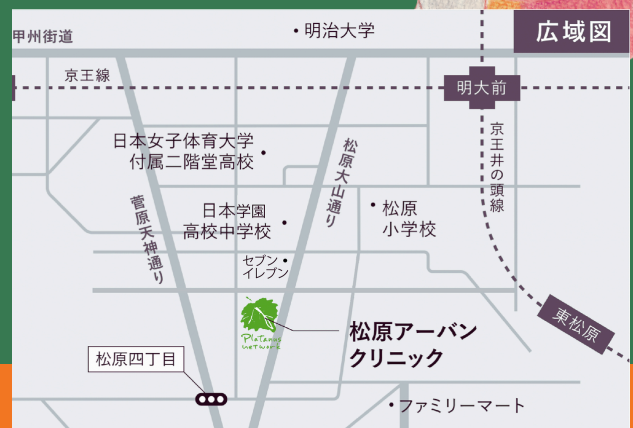 甲州街道
・明治大学
広域図
京王線
明大前
日本女子体育大学
付属二階堂高校
松原大山通り
京王井の頭線
菅原天神通り
日本学園
高校中学校
松原
小学校
セブン
イレブン
Platanus
network
松原アーバン
クリニック
東松原
松原四丁目
・ファミリーマート